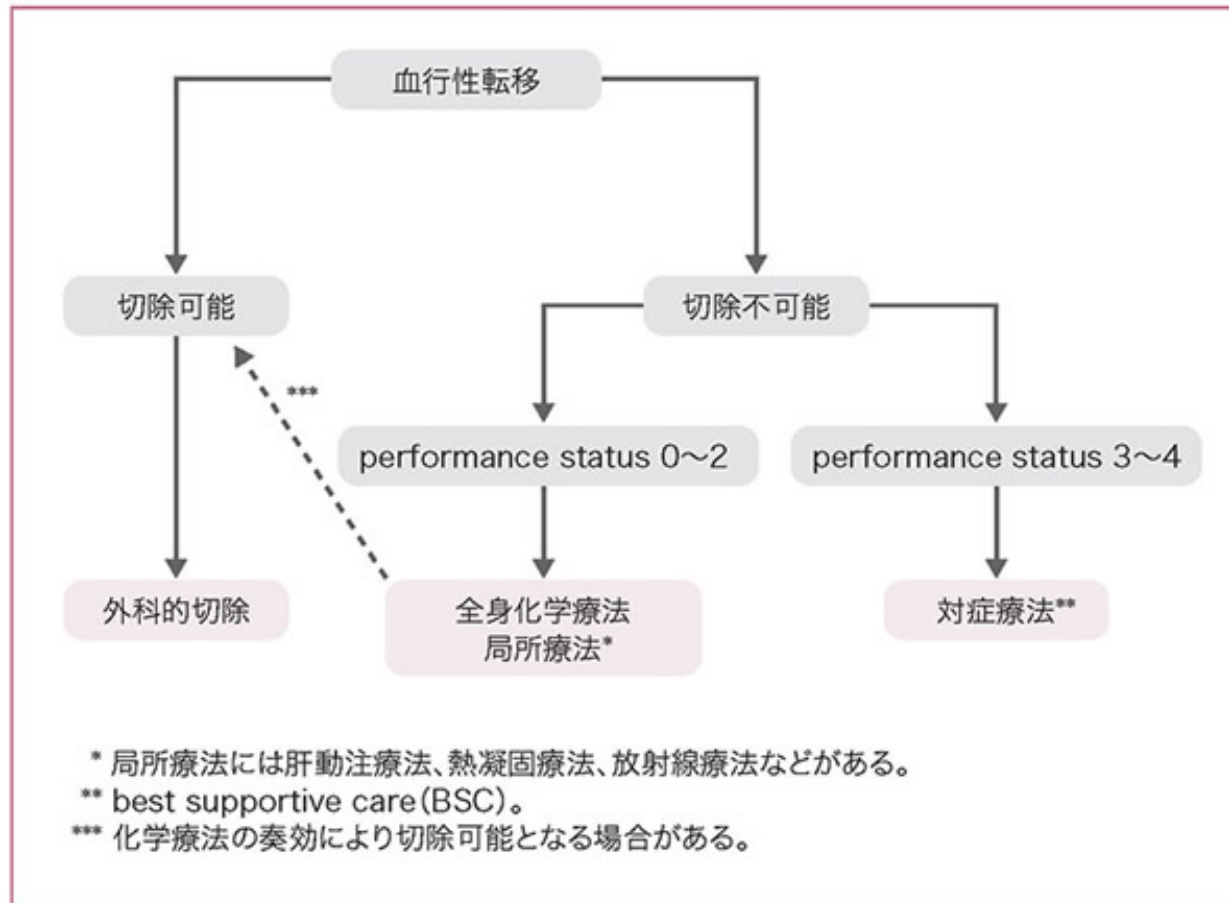 血行性転移
切除可能
切除不可能
***
performance status 0〜2
performance status 3〜4
外科的切除
全身化学療法
局所療法*
対症療法**
* 局所療法には肝動注療法、熱凝固療法、放射線療法などがある。
** best supportive care(BSC)。
*** 化学療法の奏効により切除可能となる場合がある。